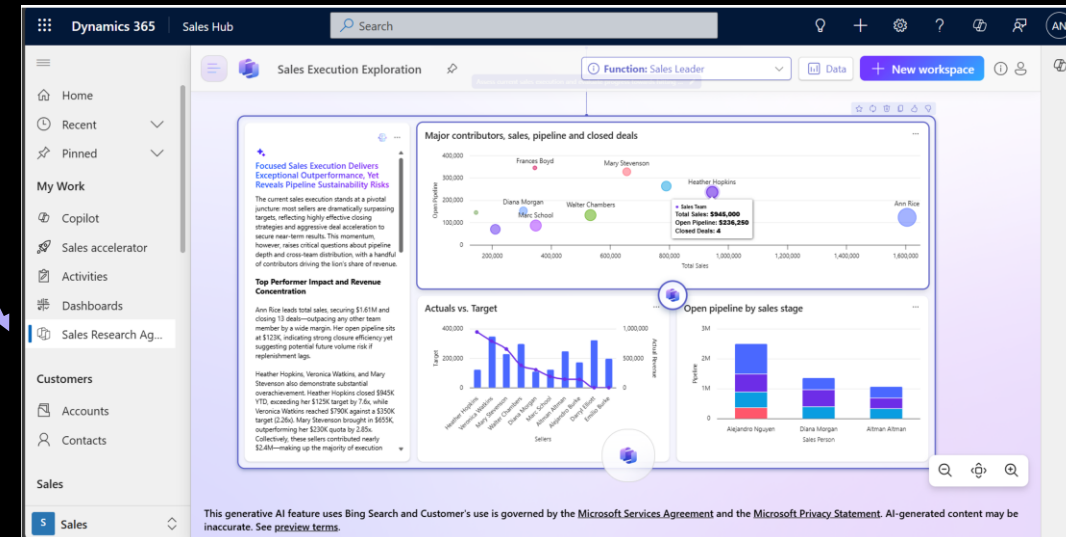 Dynamics 365
Sales Hub
Search
AN
Home
Recent
Pinned
My Work
Copilot
Sales accelerator
Activities
Dashboards
Sales Research Ag...
Customers
Accounts
Contacts
Sales
S
Sales
Sales Execution Exploration
Function: Sales Leader
Data
New workspace
Focused Sales Execution Delivers
Exceptional Outperformance, Yet
Reveals Pipeline Sustainability Risks
The current sales execution stands at a pivotal
juncture: most sellers are dramatically surpassing
targets, reflecting highly effective closing
strategies and aggressive deal acceleration to
secure near-term results. This momentum,
however, raises critical questions about pipeline
depth and cross-team distribution, with a handful
of contributors driving the lion's share of revenue.
Top Performer Impact and Revenue
Concentration
Ann Rice leads total sales, securing $1.61M and
closing 13 deals—outpacing any other team
member by a wide margin. Her open pipeline sits
at $123K, indicating strong closure efficiency yet
suggesting potential future volume risk if
replenishment lags.
Heather Hopkins, Veronica Watkins, and Mary
Stevenson also demonstrate substantial
overachievement. Heather Hopkins closed $945K
YTD, exceeding her $125K target by 7.6x, while
Veronica Watkins reached $790K against a $350K
target (2.26x). Mary Stevenson brought in $655K,
outperforming her $230K quota by 2.85x.
Collectively, these sellers contributed nearly
$2.4M—making up the majority of execution
Major contributors, sales, pipeline and closed deals
Open Pipeline
400,000
300,000
200,000
100,000
0
Frances Boyd
Mary Stevenson
Heather Hopkins
Diana Morgan
Marc School
Walter Chambers
Ann Rice
Sales Team
Total Sales: $945,000
Open Pipeline: $236,250
Closed Deals: 4
200,000
400,000
600,000
800,000
1,000,000
1,200,000
1,400,000
1,600,000
Total Sales
Actuals vs. Target
Target
400,000
200,000
0
1,000,000
500,000
0
Actual Revenue
Heather Hopkins
Veronica Watkins
Mary Stevenson
Walter Chambers
Diana Morgan
Marc School
Altman Altman
Alejandro Burke
Darryl Elliott
Emilio Burke
Sellers
Open pipeline by sales stage
Pipeline
3M
2M
1M
0
Alejandro Nguyen
Diana Morgan
Altman Altman
Sales Person
This generative AI feature uses Bing Search and Customer's use is governed by the Microsoft Services Agreement and the Microsoft Privacy Statement. AI-generated content may be
inaccurate. See preview terms.